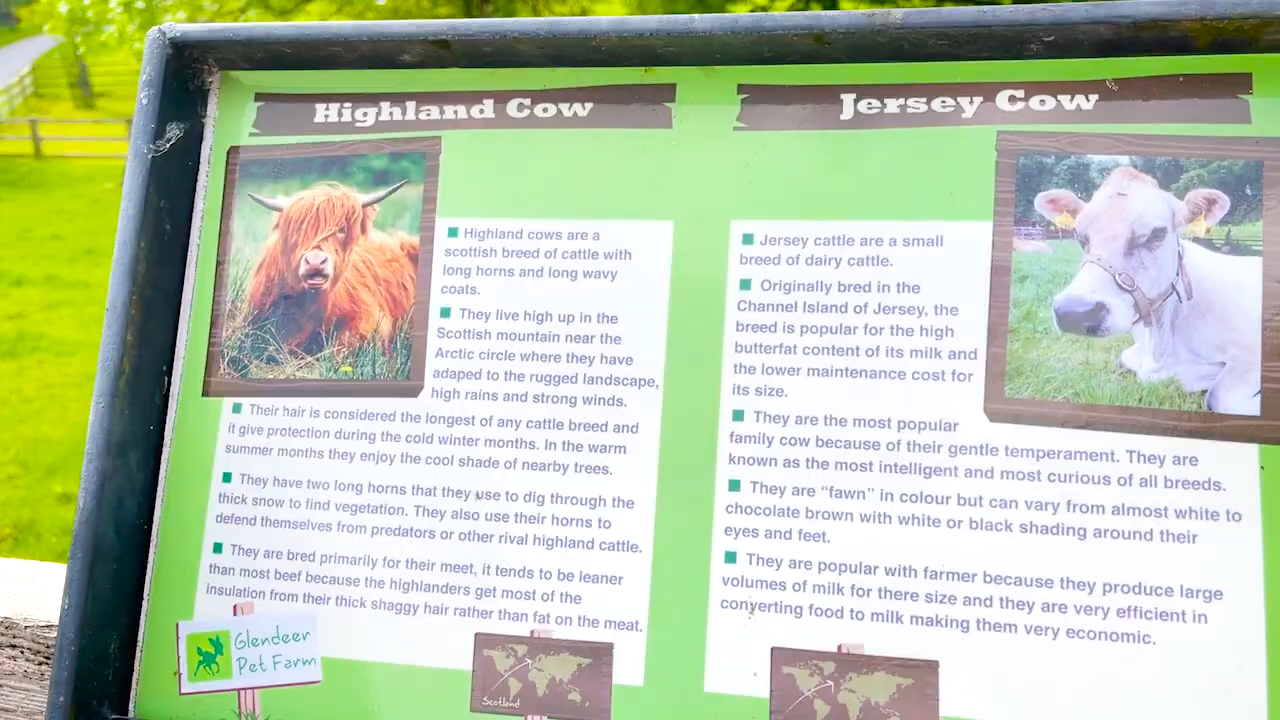 Highland Cow
Highland cows are a
scottish breed of cattle with
long horns and long wavy
coats.
They live high up in the
Scottish mountain near the
Arctic circle where they have
adaped to the rugged landscape,
high rains and strong winds.
Their hair is considered the longest of any cattle breed and
it give protection during the cold winter months. In the warm
summer months they enjoy the cool shade of nearby trees.
They have two long horns that they use to dig through the
thick snow to find vegetation. They also use their horns to
defend themselves from predators or other rival highland cattle.
They are bred primarily for their meet, it tends to be leaner
than most beef because the highlanders get most of the
insulation from their thick shaggy hair rather than fat on the meat.
Glendeer
Pet Farm
Scotland
Jersey Cow
Jersey cattle are a small
breed of dairy cattle.
Originally bred in the
Channel Island of Jersey, the
breed is popular for the high
butterfat content of its milk and
the lower maintenance cost for
its size.
They are the most popular
family cow because of their gentle temperament. They are
known as the most intelligent and most curious of all breeds.
They are “fawn” in colour but can vary from almost white to
chocolate brown with white or black shading around their
eyes and feet.
They are popular with farmer because they produce large
volumes of milk for there size and they are very efficient in
converting food to milk making them very economic.